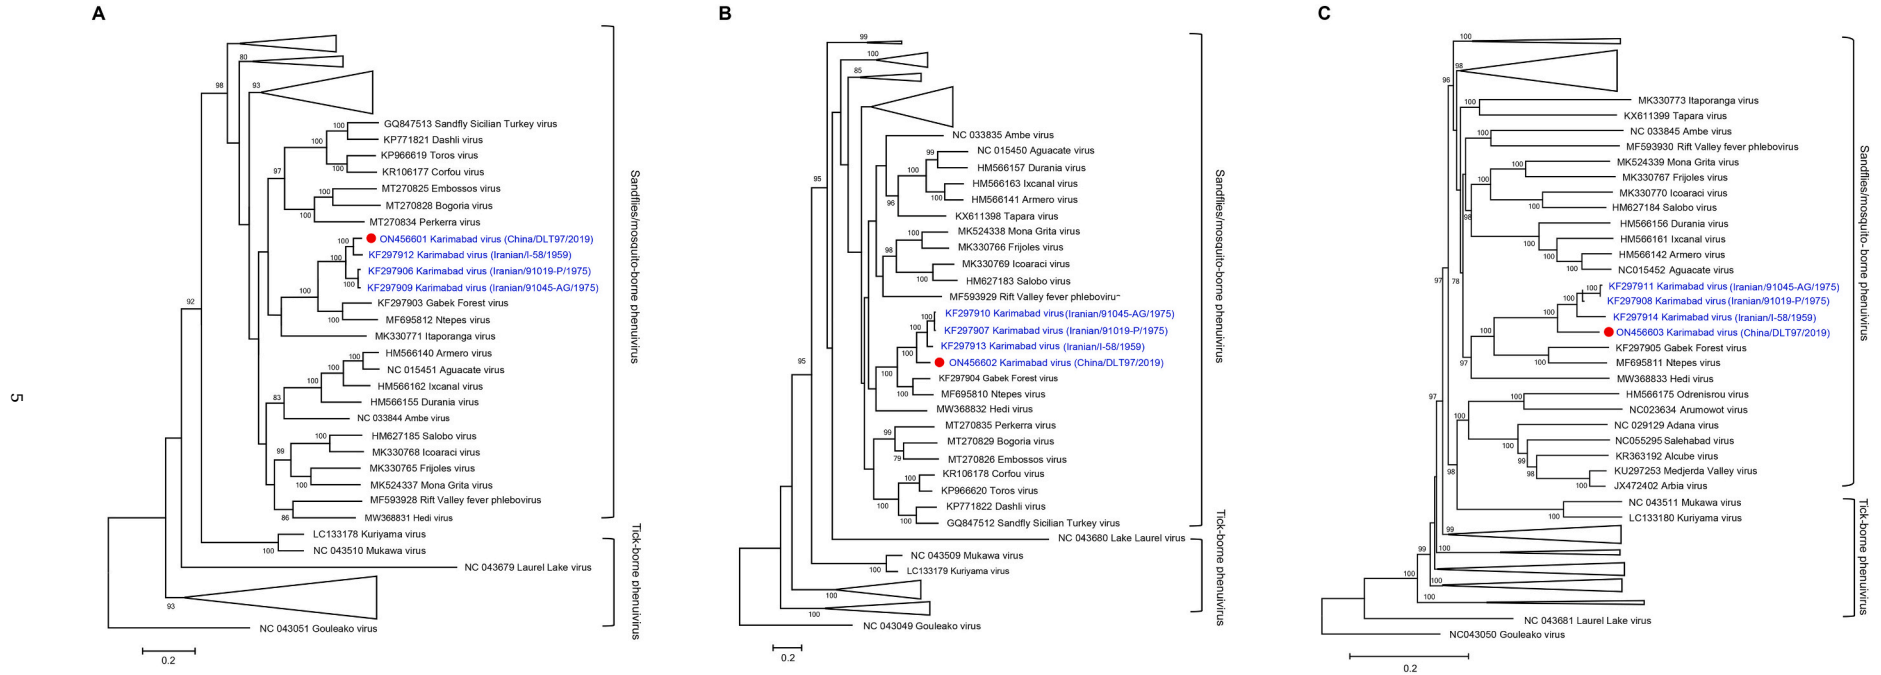 A
98
80
93
100
GQ847513 Sandfly Sicilian Turkey virus
100
KP771821 Dashli virus
KP966619 Toros virus
97
100
KR106177 Corfou virus
MT270825 Embossos virus
100
MT270828 Bogoria virus
100
MT270834 Perkerra virus
100
ON456601 Karimabad virus (China/DLT97/2019)
100
KF297912 Karimabad virus (Iranian/I-58/1959)
KF297906 Karimabad virus (Iranian/91019-P/1975)
100
KF297909 Karimabad virus (Iranian/91045-AG/1975)
100
92
KF297903 Gabek Forest virus
100
MF695812 Ntepes virus
MK330771 Itaporanga virus
HM566140 Armero virus
100
NC 015451 Aguacate virus
100
HM566162 Ixcanal virus
100
83
HM566155 Durania virus
NC 033844 Ambe virus
100
HM627185 Salobo virus
99
MK330768 Icoaraci virus
MK330765 Frijoles virus
100
MK524337 Mona Grita virus
MF593928 Rift Valley fever phlebovirus
86
MW368831 Hedi virus
LC133178 Kuriyama virus
100
NC 043510 Mukawa virus
NC 043679 Laurel Lake virus
93
NC 043051 Gouleako virus
0.2
Sandflies/mosquito-borne phenuivirus
Tick-borne phenuivirus
B
99
100
85
NC 033835 Ambe virus
99
NC 015450 Aguacate virus
100
HM566157 Durania virus
HM566163 Ixcanal virus
95
100
HM566141 Armero virus
96
KX611398 Tapara virus
100
MK524338 Mona Grita virus
98
MK330766 Frijoles virus
MK330769 Icoaraci virus
100
HM627183 Salobo virus
MF593929 Rift Valley fever phleboviru
100
KF297910 Karimabad virus (Iranian/91045-AG/1975)
KF297907 Karimabad virus (Iranian/91019-P/1975)
100
KF297913 Karimabad virus (Iranian/I-58/1959)
95
100
ON456602 Karimabad virus (China/DLT97/2019)
KF297904 Gabek Forest virus
100
MF695810 Ntepes virus
MW368832 Hedi virus
MT270835 Perkerra virus
99
MT270829 Bogoria virus
79
MT270826 Embossos virus
KR106178 Corfou virus
100
KP966620 Toros virus
100
KP771822 Dashli virus
100
GQ847512 Sandfly Sicilian Turkey virus
NC 043680 Lake Laurel virus
NC 043509 Mukawa virus
100
LC133179 Kuriyama virus
100
100
NC 043049 Gouleako virus
0.2
Sandflies/mosquito-borne phenuivirus
Tick-borne phenuivirus
C
100
98
96
MK330773 Itaporanga virus
100
KX611399 Tapara virus
NC 033845 Ambe virus
100
MF593930 Rift Valley fever phlebovirus
MK524339 Mona Grita virus
100
MK330767 Frijoles virus
100
MK330770 Icoaraci virus
100
HM627184 Salobo virus
98
HM566156 Durania virus
100
HM566161 Ixcanal virus
100
HM566142 Armero virus
100
NC015452 Aguacate virus
97
78
KF297911 Karimabad virus (Iranian/91045-AG/1975)
100
KF297908 Karimabad virus (Iranian/91019-P/1975)
100
KF297914 Karimabad virus (Iranian/I-58/1959)
100
ON456603 Karimabad virus (China/DLT97/2019)
KF297905 Gabek Forest virus
100
MF695811 Ntepes virus
97
MW368833 Hedi virus
97
HM566175 Odrenisrou virus
100
NC023634 Arumowot virus
100
NC 029129 Adana virus
NC055295 Salehabad virus
100
KR363192 Alcube virus
99
98
98
KU297253 Medjerda Valley virus
100
JX472402 Arbia virus
NC 043511 Mukawa virus
100
LC133180 Kuriyama virus
99
100
99
100
100
100
NC 043681 Laurel Lake virus
NC043050 Gouleako virus
0.2
Sandflies/mosquito-borne phenuivirus
Tick-borne phenuivirus
5